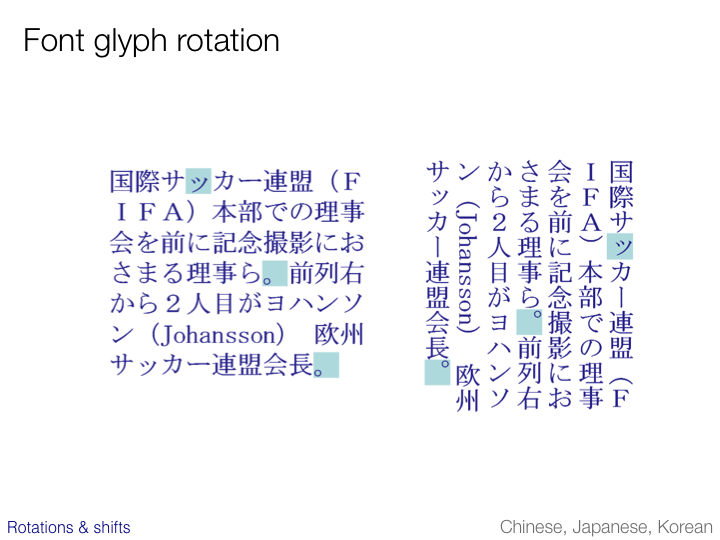 Font glyph rotation
国際サッカー連盟（Ｆ
ＩＦＡ）本部での理事
会を前に記念撮影にお
さまる理事ら。前列右
から２人目がヨハンソ
ン（Johansson） 欧州
サッカー連盟会長。
国際サッカー連盟（Ｆ
ＩＦＡ）本部での理事
会を前に記念撮影にお
さまる理事ら。前列右
から２人目がヨハンソ
ン（Johansson） 欧州
サッカー連盟会長。
Rotations & shifts
Chinese, Japanese, Korean